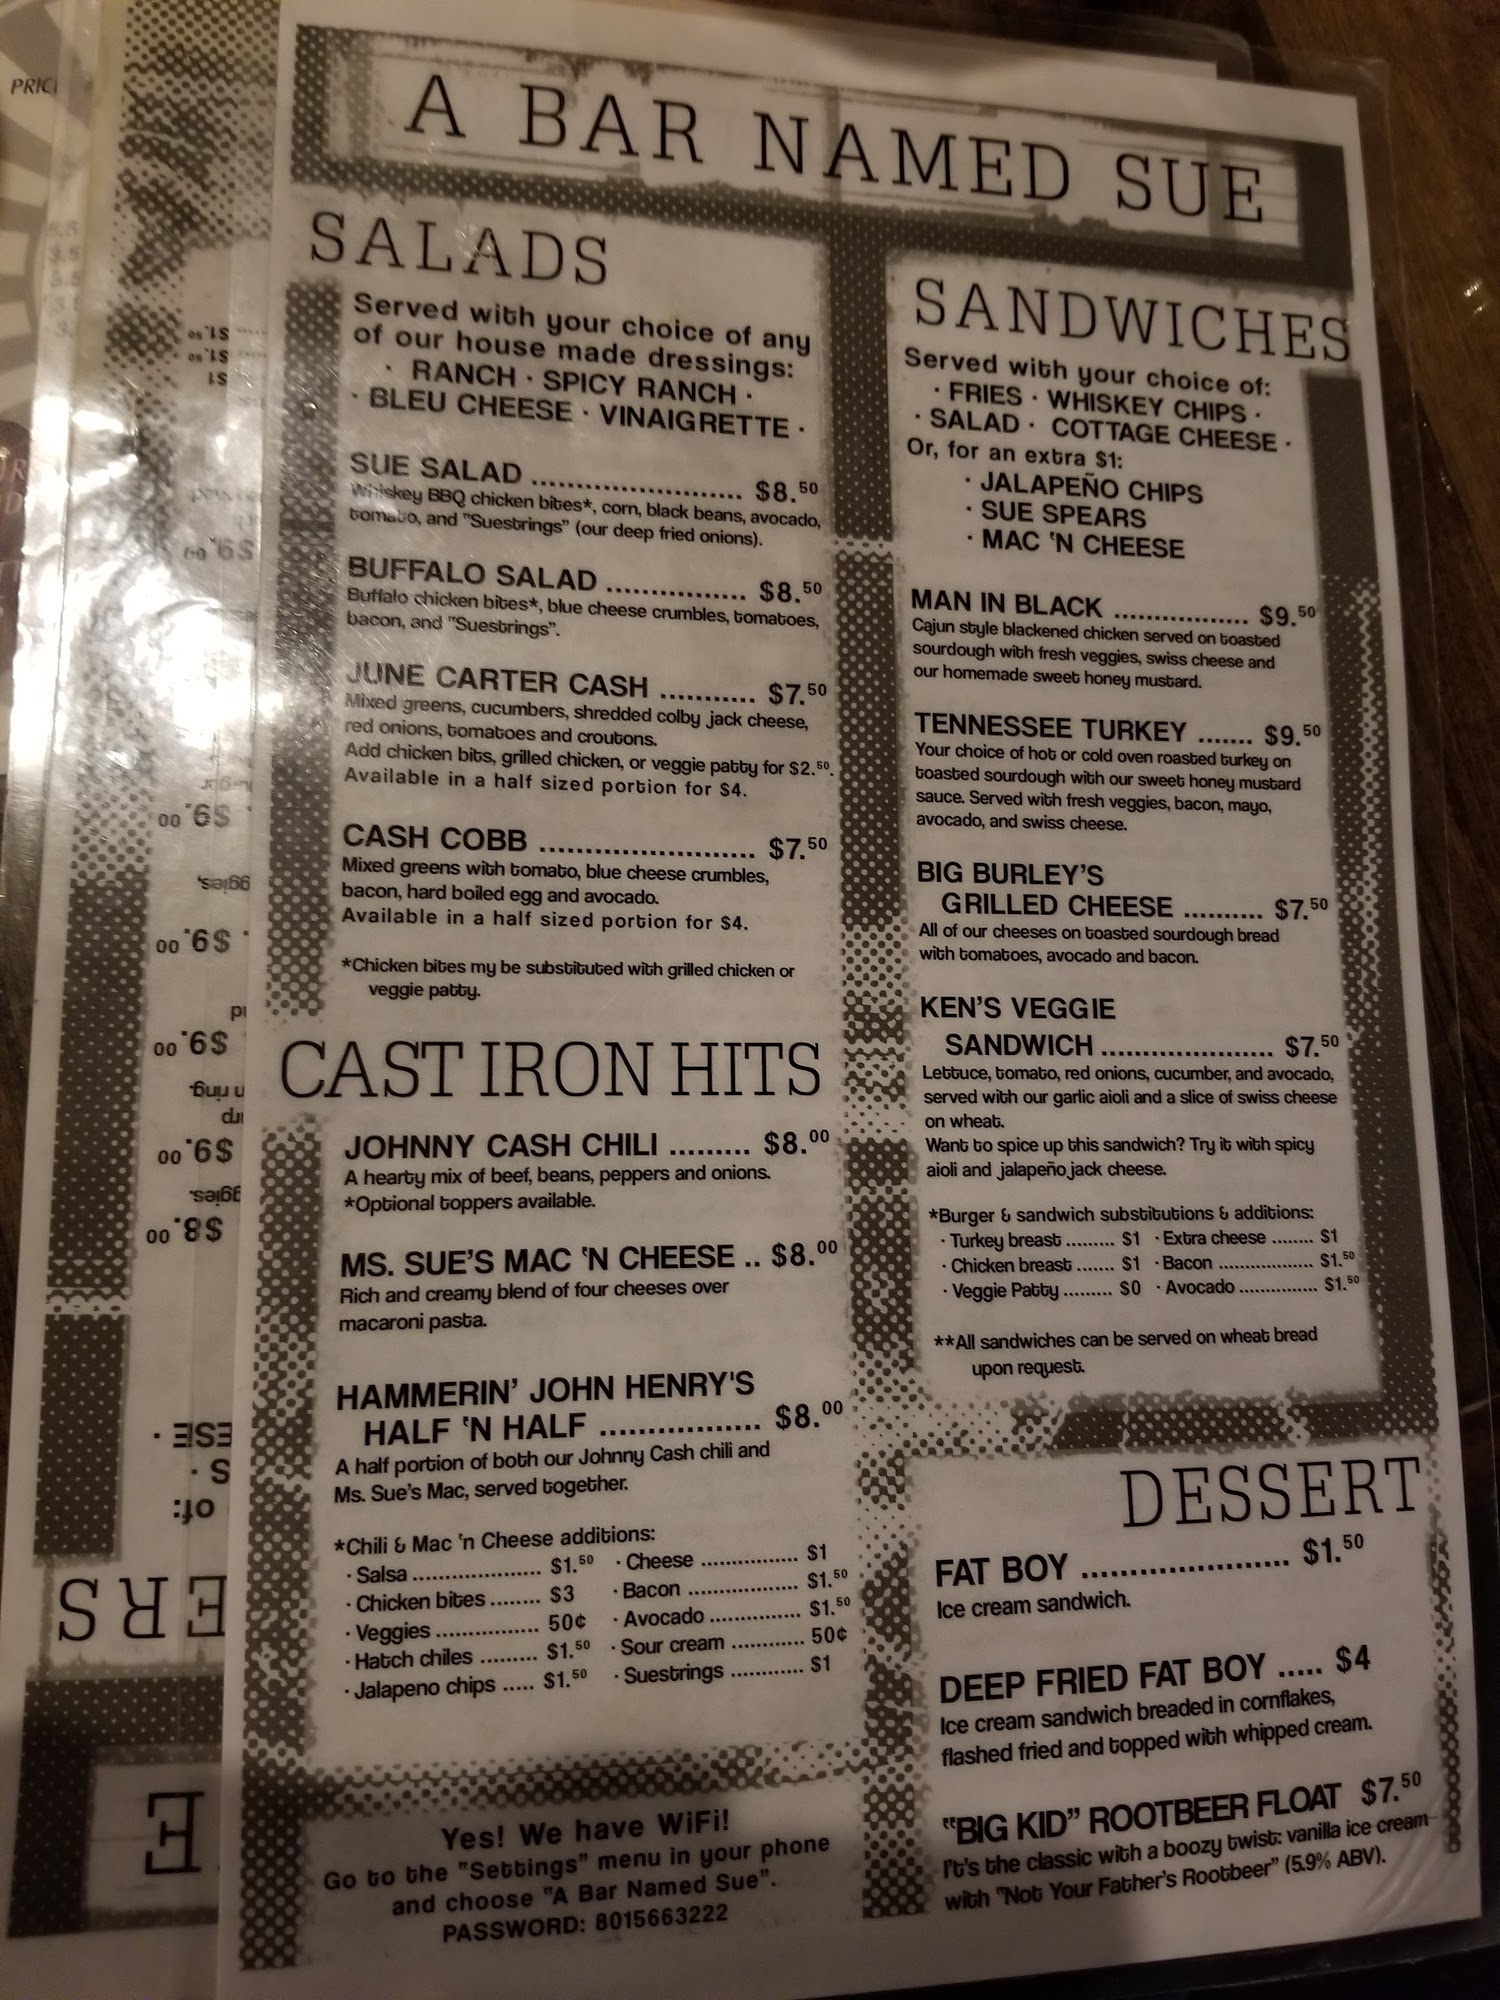 A BAR NAMED SUE
SALADS
Served with your choice of any
of our house made dressings:
· RANCH · SPICY RANCH ·
· BLEU CHEESE · VINAIGRETTE ·
SUE SALAD ........................ $8.50
Whiskey BBQ chicken bites*, corn, black beans, avocado,
tomato, and "Suestrings" (our deep fried onions).
BUFFALO SALAD ................ $8.50
Buffalo chicken bites*, blue cheese crumbles, tomatoes,
bacon, and "Suestrings".
JUNE CARTER CASH ........... $7.50
Mixed greens, cucumbers, shredded colby jack cheese,
red onions, tomatoes and croutons.
Add chicken bits, grilled chicken, or veggie patty for $2.50.
Available in a half sized portion for $4.
CASH COBB ......................... $7.50
Mixed greens with tomato, blue cheese crumbles,
bacon, hard boiled egg and avocado.
Available in a half sized portion for $4.
*Chicken bites my be substituted with grilled chicken or
veggie patty.
CAST IRON HITS
JOHNNY CASH CHILI ......... $8.00
A hearty mix of beef, beans, peppers and onions.
*Optional toppers available.
MS. SUE'S MAC 'N CHEESE .. $8.00
Rich and creamy blend of four cheeses over
macaroni pasta.
HAMMERIN' JOHN HENRY'S
HALF 'N HALF ................. $8.00
A half portion of both our Johnny Cash chili and
Ms. Sue's Mac, served together.
*Chili & Mac 'n Cheese additions:
· Salsa ..................... $1.50 · Cheese ................ $1
· Chicken bites ........ $3 · Bacon .................. $1.50
· Veggies ................. 50¢ · Avocado ............... $1.50
· Hatch chiles ......... $1.50 · Sour cream ............ 50¢
· Jalapeno chips ..... $1.50 · Suestrings ............ $1
Yes! We have WiFi!
Go to the "Settings" menu in your phone
and choose "A Bar Named Sue".
PASSWORD: 8015663222
SANDWICHES
Served with your choice of:
· FRIES · WHISKEY CHIPS ·
· SALAD · COTTAGE CHEESE ·
Or, for an extra $1:
· JALAPEÑO CHIPS
· SUE SPEARS
· MAC 'N CHEESE
MAN IN BLACK ................. $9.50
Cajun style blackened chicken served on toasted
sourdough with fresh veggies, swiss cheese and
our homemade sweet honey mustard.
TENNESSEE TURKEY ....... $9.50
Your choice of hot or cold oven roasted turkey on
toasted sourdough with our sweet honey mustard
sauce. Served with fresh veggies, bacon, mayo,
avocado, and swiss cheese.
BIG BURLEY'S
GRILLED CHEESE .......... $7.50
All of our cheeses on toasted sourdough bread
with tomatoes, avocado and bacon.
KEN'S VEGGIE
SANDWICH ...................... $7.50
Lettuce, tomato, red onions, cucumber, and avocado,
served with our garlic aioli and a slice of swiss cheese
on wheat.
Want to spice up this sandwich? Try it with spicy
aioli and jalapeño jack cheese.
*Burger & sandwich substitutions & additions:
· Turkey breast ......... $1 · Extra cheese ........ $1
· Chicken breast ....... $1 · Bacon .................. $1.50
· Veggie Patty ......... $0 · Avocado ............... $1.50
**All sandwiches can be served on wheat bread
upon request.
DESSERT
FAT BOY ...................... $1.50
Ice cream sandwich.
DEEP FRIED FAT BOY ..... $4
Ice cream sandwich breaded in cornflakes,
flashed fried and topped with whipped cream.
"BIG KID" ROOTBEER FLOAT $7.50
I't's the classic with a boozy twist: vanilla ice cream
with "Not Your Father's Rootbeer" (5.9% ABV).